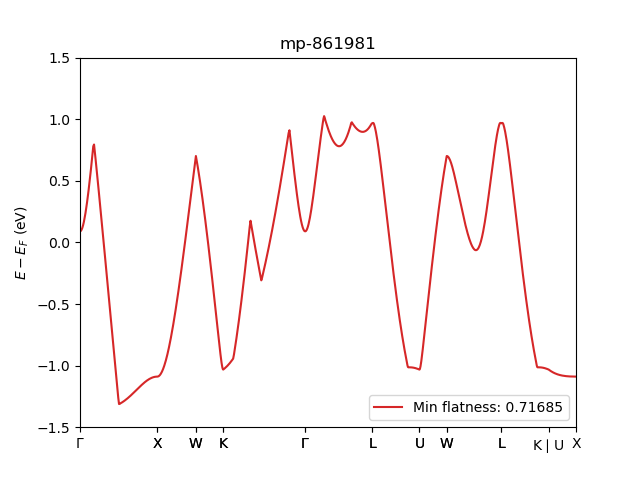 mp-861981
1.5
1.0
0.5
0.0
−0.5
−1.0
−1.5
E − E_F (eV)
Min flatness: 0.71685
Γ X W K Γ L U W L K | U X